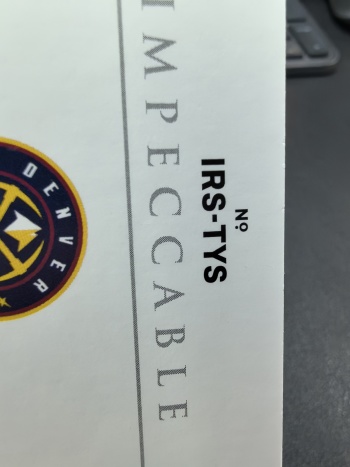 Nº
IRS-TYS
IMPECCABLE
DENVER